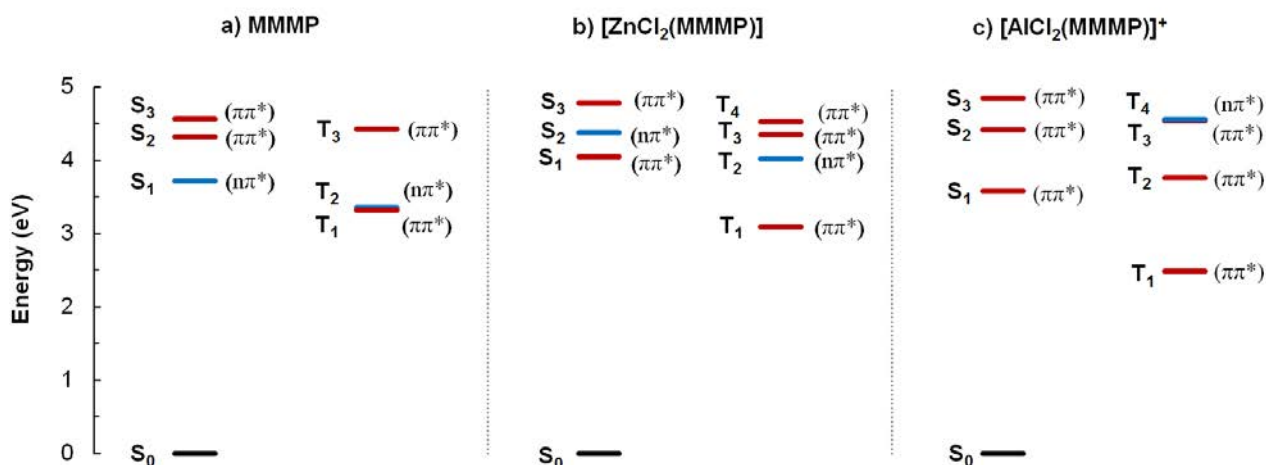 a) MMMP
b) [ZnCl₂(MMMP)]
c) [AlCl₂(MMMP)]⁺
Energy (eV)
5
4
3
2
1
0
S₃ (ππ*)
S₂ (ππ*)
S₁ (nπ*)
S₀
T₃ (ππ*)
T₂ (nπ*)
T₁ (ππ*)
S₃ (ππ*)
S₂ (nπ*)
S₁ (ππ*)
S₀
T₄ (ππ*)
T₃ (ππ*)
T₂ (nπ*)
T₁ (ππ*)
S₃ (ππ*)
S₂ (ππ*)
S₁ (ππ*)
S₀
T₄ (nπ*)
T₃ (ππ*)
T₂ (ππ*)
T₁ (ππ*)